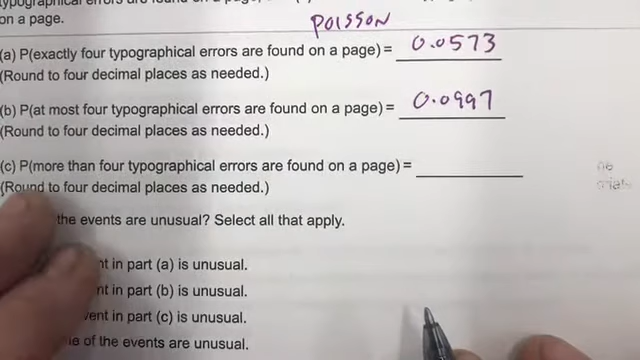 typographical errors are found on a page,
on a page.
POISSON
(a) P(exactly four typographical errors are found on a page) = 0.0573
(Round to four decimal places as needed.)
(b) P(at most four typographical errors are found on a page) = 0.0997
(Round to four decimal places as needed.)
(c) P(more than four typographical errors are found on a page) =
(Round to four decimal places as needed.)
the events are unusual? Select all that apply.
nt in part (a) is unusual.
nt in part (b) is unusual.
vent in part (c) is unusual.
e of the events are unusual.